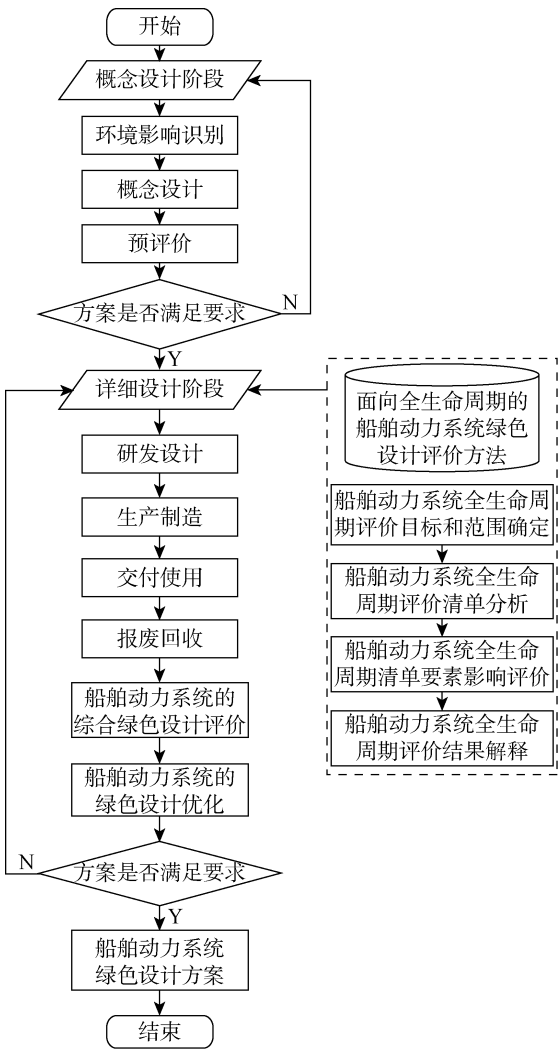 开始
概念设计阶段
环境影响识别
概念设计
预评价
方案是否满足要求
N
Y
详细设计阶段
研发设计
生产制造
交付使用
报废回收
船舶动力系统的
综合绿色设计评价
船舶动力系统的
绿色设计优化
方案是否满足要求
N
Y
船舶动力系统
绿色设计方案
结束
面向全生命周期的
船舶动力系统绿色
设计评价方法
船舶动力系统全生命周
期评价目标和范围确定
船舶动力系统全生命
周期评价清单分析
船舶动力系统全生命
周期清单要素影响评价
船舶动力系统全生命
周期评价结果解释